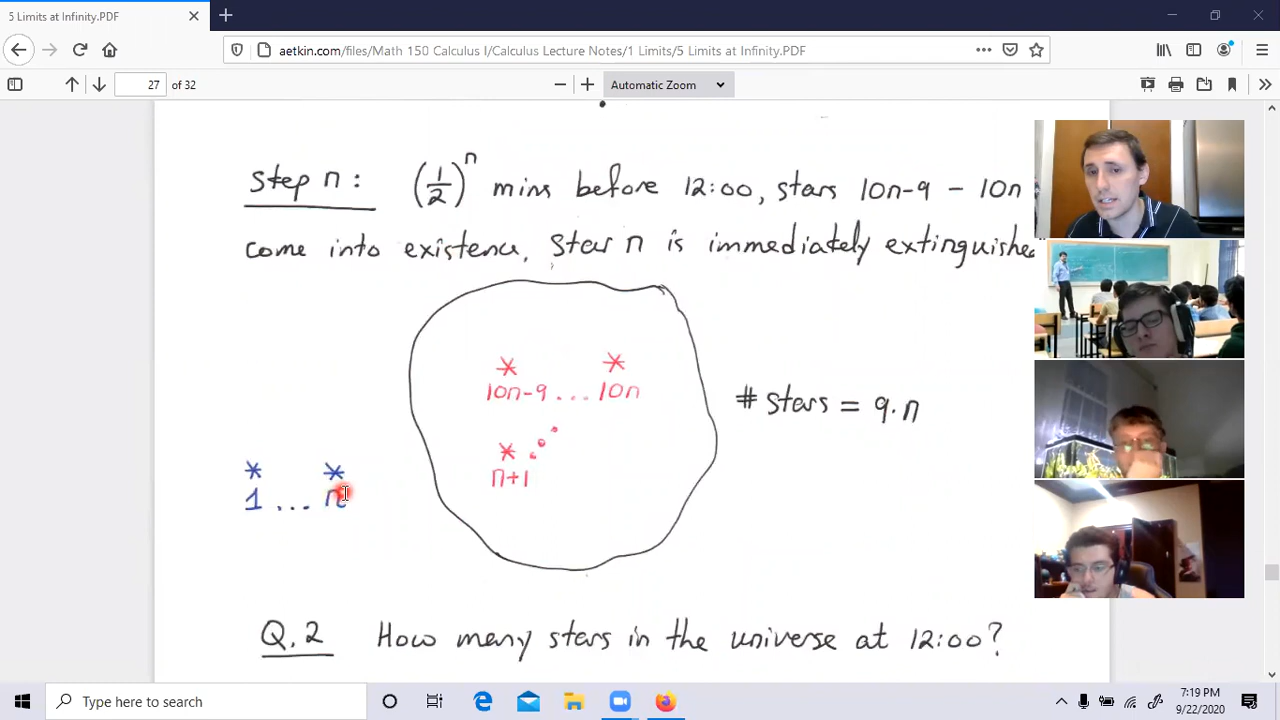 5 Limits at Infinity.PDF
aetkin.com/files/Math 150 Calculus I/Calculus Lecture Notes/1 Limits/5 Limits at Infinity.PDF
27 of 32
Automatic Zoom
Step n: (1/2)^n mins before 12:00, stars 10n-9 - 10n
come into existence, Star n is immediately extinguishe
* *
10n-9 ... 10n
# stars = 9·n
*
n+1
* *
1 ... n
Q.2 How many stars in the universe at 12:00?
Type here to search
7:19 PM
9/22/2020